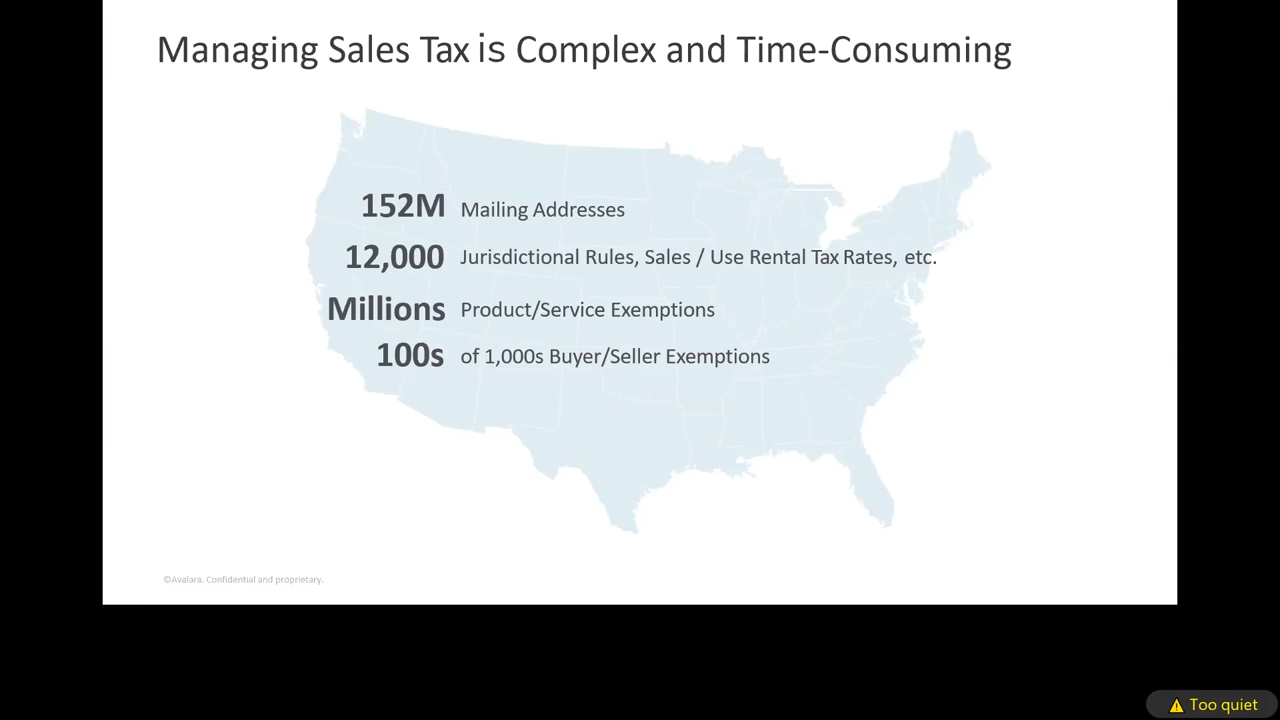 Managing Sales Tax is Complex and Time-Consuming
152M Mailing Addresses
12,000 Jurisdictional Rules, Sales / Use Rental Tax Rates, etc.
Millions Product/Service Exemptions
100s of 1,000s Buyer/Seller Exemptions
©Avalara. Confidential and proprietary.
Too quiet